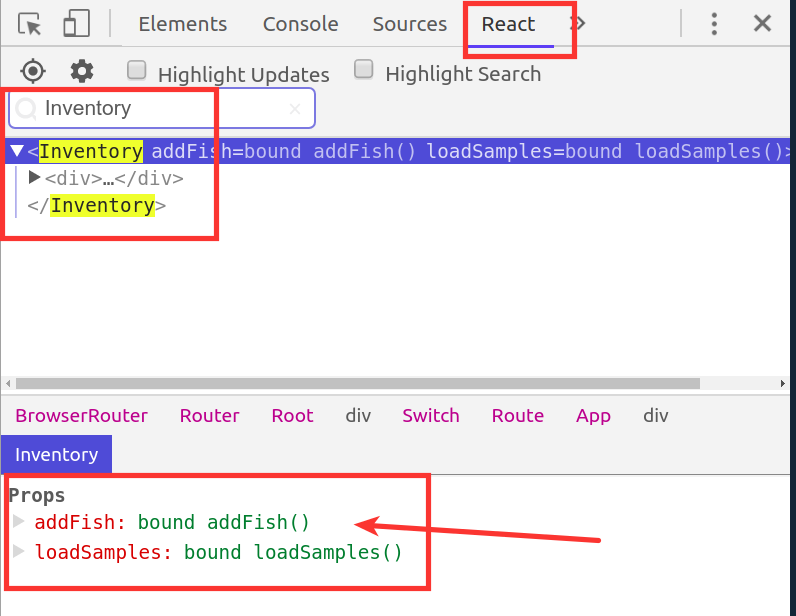 Elements Console Sources React
Highlight Updates Highlight Search
Inventory
<Inventory addFish=bound addFish() loadSamples=bound loadSamples()>
<div>…</div>
</Inventory>
BrowserRouter Router Root div Switch Route App div
Inventory
Props
addFish: bound addFish()
loadSamples: bound loadSamples()